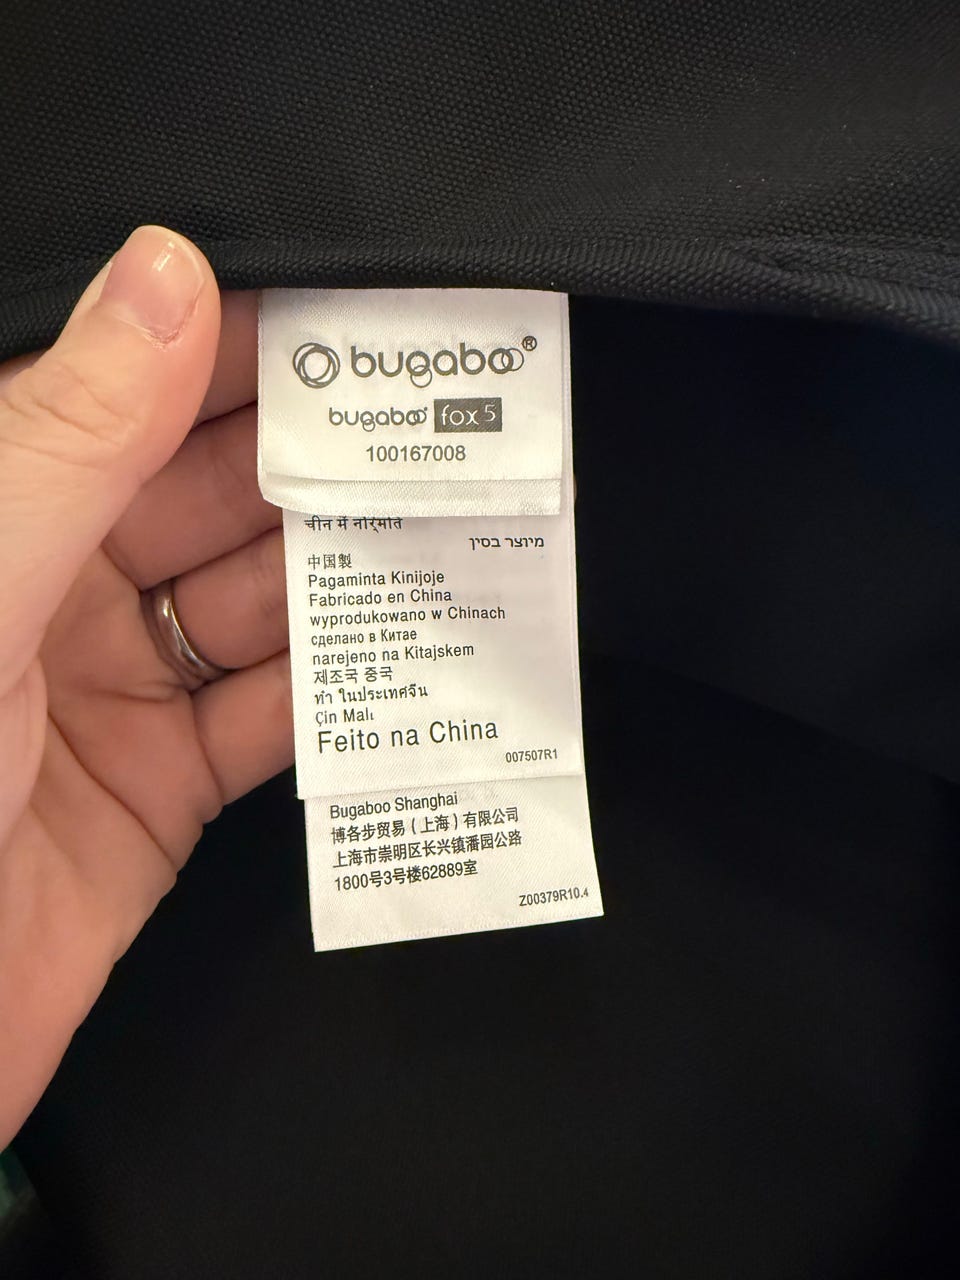 bugaboo®
bugaboo fox 5
100167008
מיוצר בסין
中国製
Pagaminta Kinijoje
Fabricado en China
wyprodukowano w Chinach
сделано в Китае
narejeno na Kitajskem
제조국 중국
ทำ ในประเทศจีน
Çin Malı
Feito na China
007507R1
Bugaboo Shanghai
博各步贸易(上海)有限公司
上海市崇明区长兴镇潘园公路
1800号3号楼62889室
Z00379R10.4